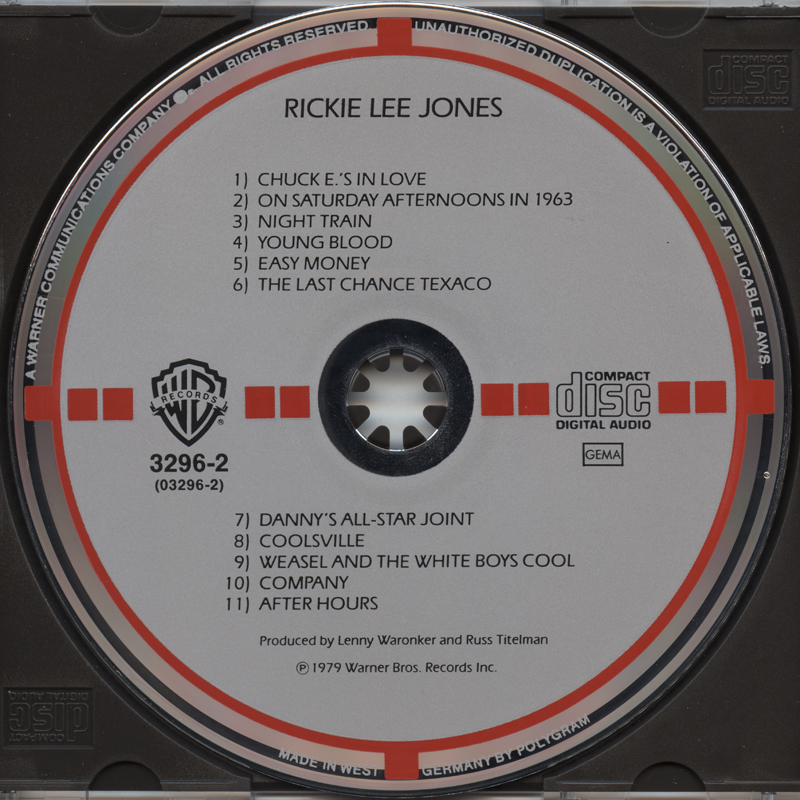 A WARNER COMMUNICATIONS COMPANY ● ALL RIGHTS RESERVED.
UNAUTHORIZED DUPLICATION IS A VIOLATION OF APPLICABLE LAWS.
COMPACT
disc
DIGITAL AUDIO
RICKIE LEE JONES
1) CHUCK E.'S IN LOVE
2) ON SATURDAY AFTERNOONS IN 1963
3) NIGHT TRAIN
4) YOUNG BLOOD
5) EASY MONEY
6) THE LAST CHANCE TEXACO
WB
RECORDS
®
3296-2
(03296-2)
COMPACT
disc
DIGITAL AUDIO
GEMA
7) DANNY'S ALL-STAR JOINT
8) COOLSVILLE
9) WEASEL AND THE WHITE BOYS COOL
10) COMPANY
11) AFTER HOURS
Produced by Lenny Waronker and Russ Titelman
℗ 1979 Warner Bros. Records Inc.
COMPACT
disc
DIGITAL AUDIO
MADE IN WEST GERMANY BY POLYGRAM